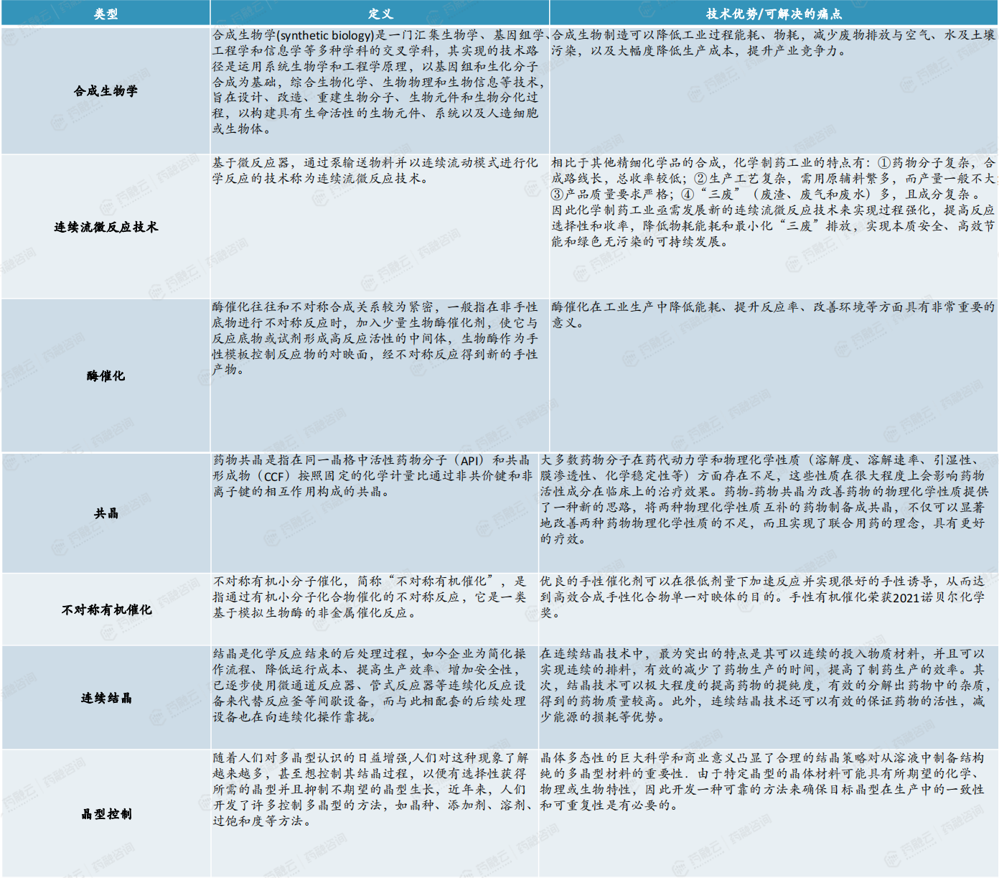 类型
定义
技术优势/可解决的痛点
合成生物学
合成生物学(synthetic biology)是一门汇集生物学、基因组学、
工程学和信息学等多种学科的交叉学科，其实现的技术路
径是运用系统生物学和工程学原理，以基因组和生化分子
合成为基础，综合生物化学、生物物理和生物信息等技术，
旨在设计、改造、重建生物分子、生物元件和生物分化过
程，以构建具有生命活性的生物元件、系统以及人造细胞
或生物体。
合成生物制造可以降低工业过程能耗、物耗，减少废物排放与空气、水及土壤
污染，以及大幅度降低生产成本，提升产业竞争力。
连续流微反应技术
基于微反应器，通过泵输送物料并以连续流动模式进行化
学反应的技术称为连续流微反应技术。
相比于其他精细化学品的合成，化学制药工业的特点有：①药物分子复杂，合
成路线长，总收率较低；②生产工艺复杂，需用原辅料繁多，而产量一般不大；
③产品质量要求严格；④“三废”（废渣、废气和废水）多，且成分复杂 。
因此化学制药工业亟需发展新的连续流微反应技术来实现过程强化，提高反应
选择性和收率，降低物耗能耗和最小化“三废”排放，实现本质安全、高效节
能和绿色无污染的可持续发展。
酶催化
酶催化往往和不对称合成关系较为紧密，一般指在非手性
底物进行不对称反应时，加入少量生物酶催化剂，使它与
反应底物或试剂形成高反应活性的中间体，生物酶作为手
性模板控制反应物的对映面，经不对称反应得到新的手性
产物。
酶催化在工业生产中降低能耗、提升反应率、改善环境等方面具有非常重要的
意义。
共晶
药物共晶是指在同一晶格中活性药物分子（API）和共晶
形成物（CCF）按照固定的化学计量比通过非共价键和非
离子键的相互作用构成的共晶。
大多数药物分子在药代动力学和物理化学性质（溶解度、溶解速率、引湿性、
膜渗透性、化学稳定性等）方面存在不足，这些性质在很大程度上会影响药物
活性成分在临床上的治疗效果。药物-药物共晶为改善药物的物理化学性质提供
了一种新的思路，将两种物理化学性质互补的药物制备成共晶，不仅可以显著
地改善两种药物物理化学性质的不足，而且实现了联合用药的理念，具有更好
的疗效。
不对称有机催化
不对称有机小分子催化，简称“不对称有机催化”，是
指通过有机小分子化合物催化的不对称反应，它是一类
基于模拟生物酶的非金属催化反应。
优良的手性催化剂可以在很低剂量下加速反应并实现很好的手性诱导，从而达
到高效合成手性化合物单一对映体的目的。手性有机催化荣获2021诺贝尔化学
奖。
连续结晶
结晶是化学反应结束的后处理过程，如今企业为简化操
作流程、降低运行成本、提高生产效率、增加安全性，
已逐步使用微通道反应器、管式反应器等连续化反应设
备来代替反应釜等间歇设备，而与此相配套的后续处理
设备也在向连续化操作靠拢。
在连续结晶技术中，最为突出的特点是其可以连续的投入物质材料，并且可以
实现连续的排料，有效的减少了药物生产的时间，提高了制药生产的效率。其
次，结晶技术可以极大程度的提高药物的提纯度，有效的分解出药物中的杂质，
得到的药物质量较高。此外，连续结晶技术还可以有效的保证药物的活性，减
少能源的损耗等优势。
晶型控制
随着人们对多晶型认识的日益增强,人们对这种现象了解
越来越多，甚至想控制其结晶过程，以便有选择性获得
所需的晶型并且抑制不期望的晶型生长，近年来，人们
开发了许多控制多晶型的方法，如晶种、添加剂、溶剂、
过饱和度等方法。
晶体多态性的巨大科学和商业意义凸显了合理的结晶策略对从溶液中制备结构
纯的多晶型材料的重要性．由于特定晶型的晶体材料可能具有所期望的化学、
物理或生物特性，因此开发一种可靠的方法来确保目标晶型在生产中的一致性
和可重复性是有必要的。
药融云 | 药融咨询